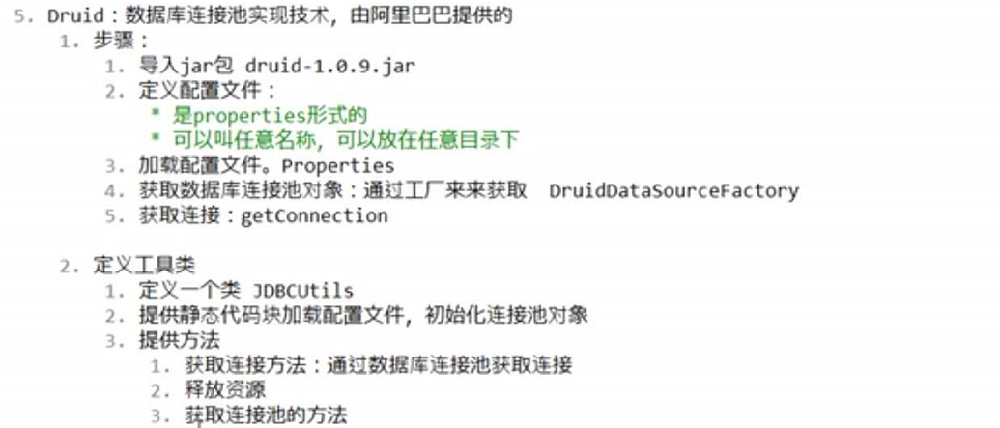 5. Druid：数据库连接池实现技术，由阿里巴巴提供的
1. 步骤：
1. 导入jar包 druid-1.0.9.jar
2. 定义配置文件：
* 是properties形式的
* 可以叫任意名称，可以放在任意目录下
3. 加载配置文件。Properties
4. 获取数据库连接池对象：通过工厂来来获取 DruidDataSourceFactory
5. 获取连接：getConnection
2. 定义工具类
1. 定义一个类 JDBCUtils
2. 提供静态代码块加载配置文件，初始化连接池对象
3. 提供方法
1. 获取连接方法：通过数据库连接池获取连接
2. 释放资源
3. 获取连接池的方法